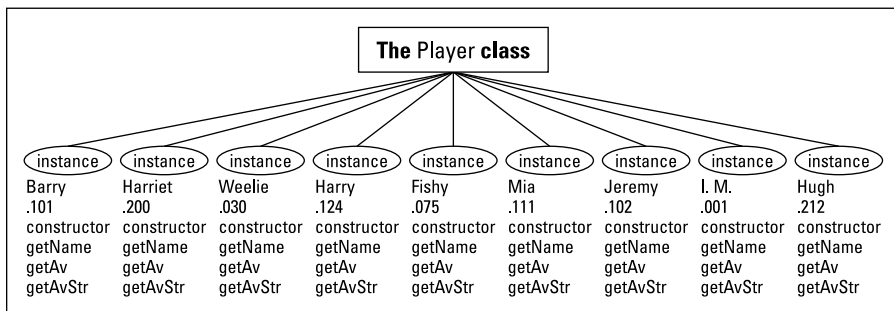 The Player class
instance instance instance instance instance instance instance instance instance
Barry Harriet Weelie Harry Fishy Mia Jeremy I. M. Hugh
.101 .200 .030 .124 .075 .111 .102 .001 .212
constructor constructor constructor constructor constructor constructor constructor constructor constructor
getName getName getName getName getName getName getName getName getName
getAv getAv getAv getAv getAv getAv getAv getAv getAv
getAvStr getAvStr getAvStr getAvStr getAvStr getAvStr getAvStr getAvStr getAvStr